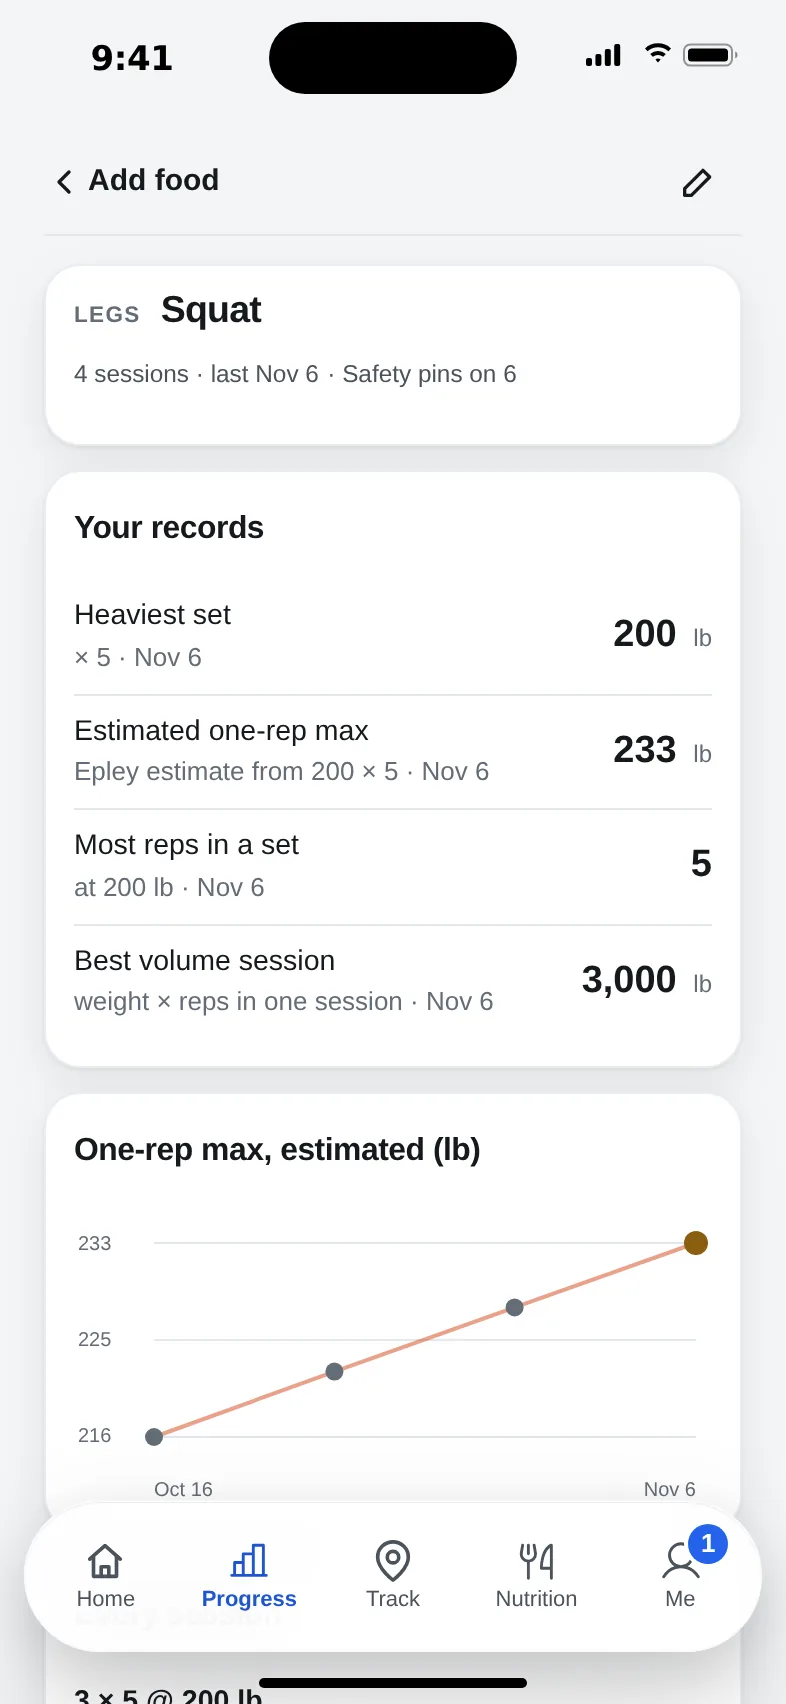 9:41
Add food
LEGS Squat
4 sessions · last Nov 6 · Safety pins on 6
Your records
Heaviest set
× 5 · Nov 6
200 lb
Estimated one-rep max
Epley estimate from 200 × 5 · Nov 6
233 lb
Most reps in a set
at 200 lb · Nov 6
5
Best volume session
weight × reps in one session · Nov 6
3,000 lb
One-rep max, estimated (lb)
233
225
216
Oct 16 Nov 6
Every session
1
Home Progress Track Nutrition Me
3 × 5 @ 200 lb